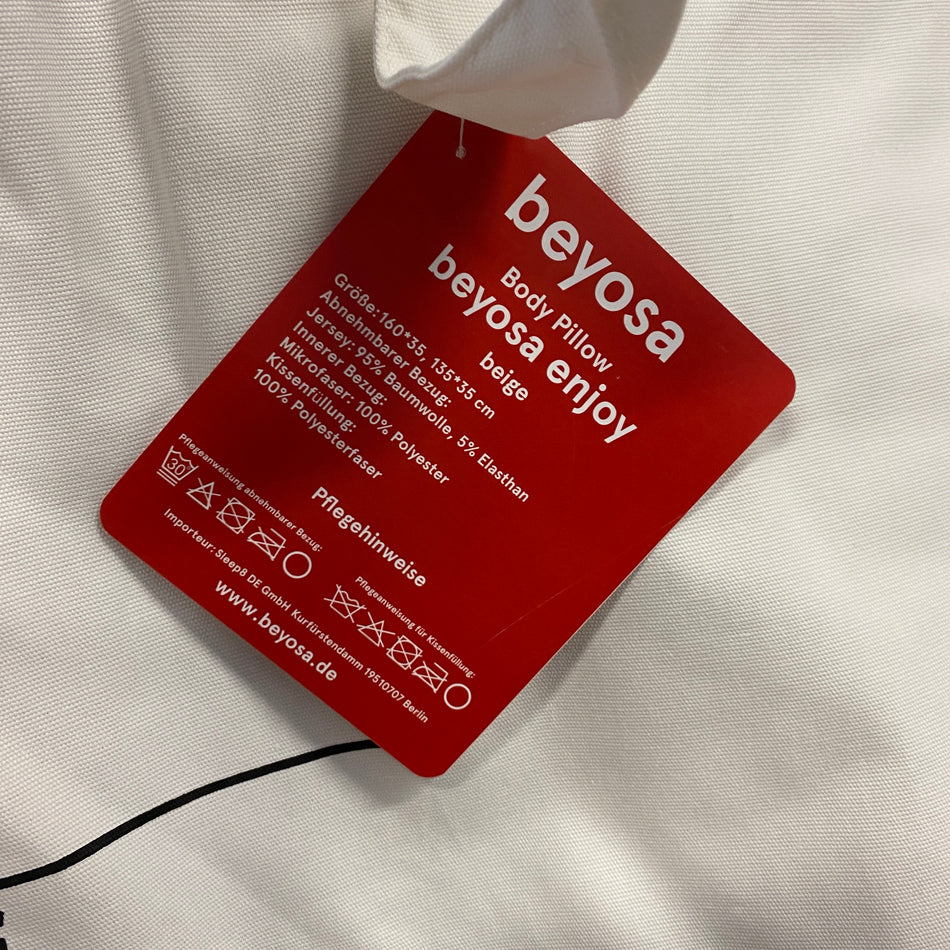 beyosa
Body Pillow
beyosa enjoy
beige
Größe:160*35, 135*35 cm
Abnehmbarer Bezug:
Jersey: 95% Baumwolle, 5% Elasthan
Innerer Bezug:
Mikrofaser: 100% Polyester
Kissenfüllung:
100% Polyesterfaser
Pflegehinweise
Pflegeanweisung abnehmbarer Bezug:
30
Pflegeanweisung für Kissenfüllung:
Importeur: Sleep8 DE GmbH Kurfürstendamm 19510707 Berlin
www.beyosa.de